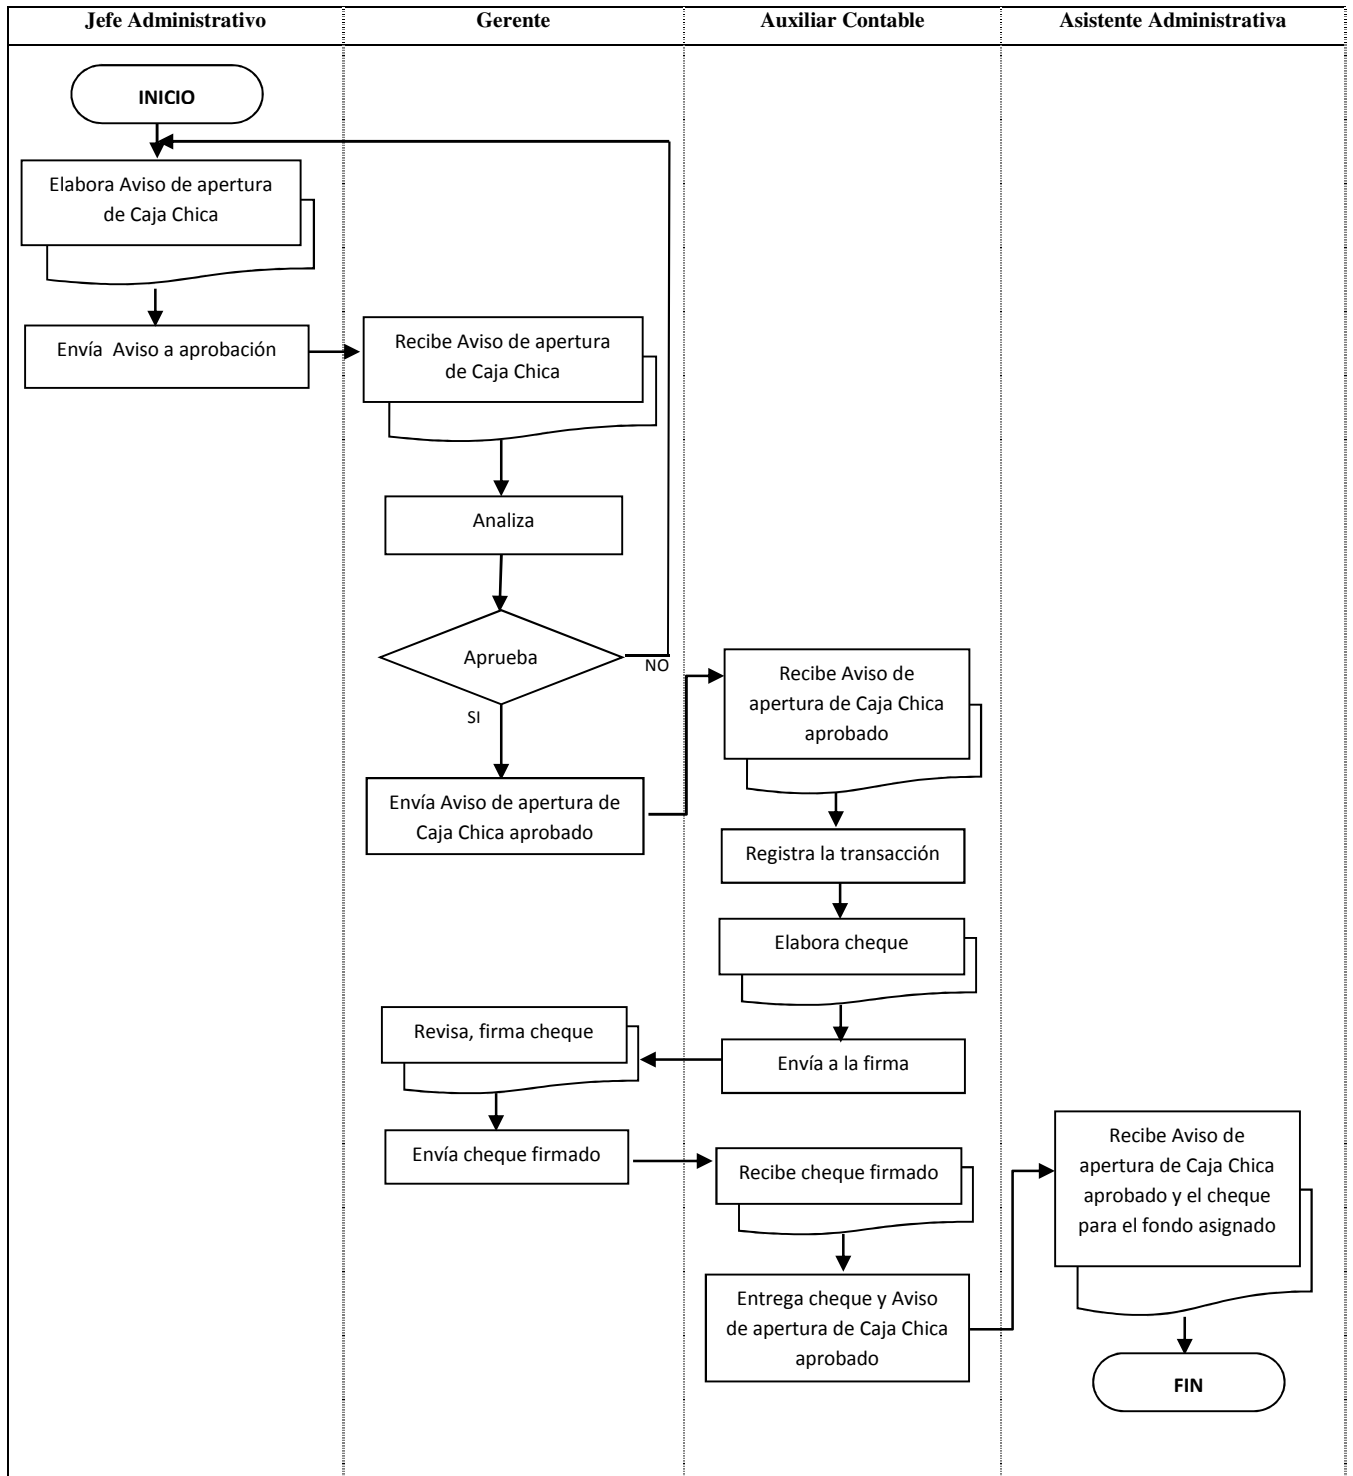 Jefe Administrativo
Gerente
Auxiliar Contable
Asistente Administrativa
INICIO
Elabora Aviso de apertura
de Caja Chica
Envía Aviso a aprobación
Recibe Aviso de apertura
de Caja Chica
Analiza
Aprueba
NO
SI
Envía Aviso de apertura de
Caja Chica aprobado
Recibe Aviso de
apertura de Caja Chica
aprobado
Registra la transacción
Elabora cheque
Envía a la firma
Revisa, firma cheque
Envía cheque firmado
Recibe cheque firmado
Entrega cheque y Aviso
de apertura de Caja Chica
aprobado
Recibe Aviso de
apertura de Caja Chica
aprobado y el cheque
para el fondo asignado
FIN